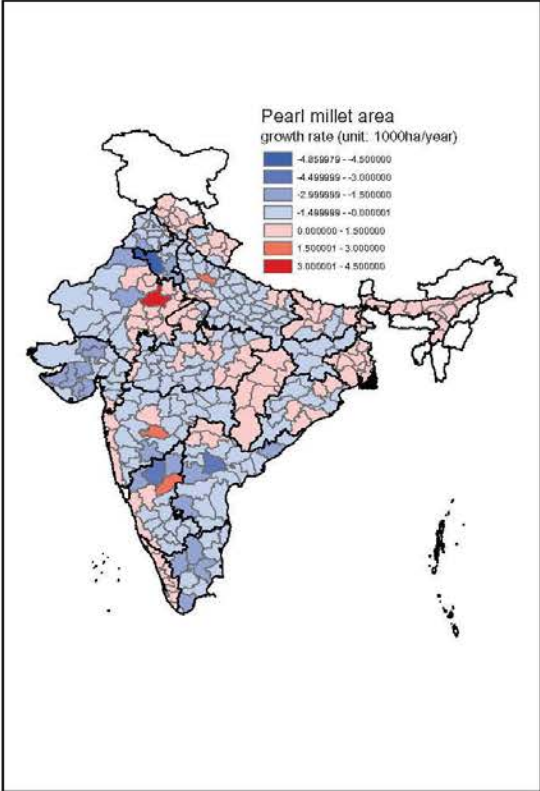 Pearl millet area
growth rate (unit: 1000ha/year)
-4.859979 - -4.500000
-4.499999 - -3.000000
-2.999999 - -1.500000
-1.499999 - -0.000001
0.000000 - 1.500000
1.500001 - 3.000000
3.000001 - 4.500000